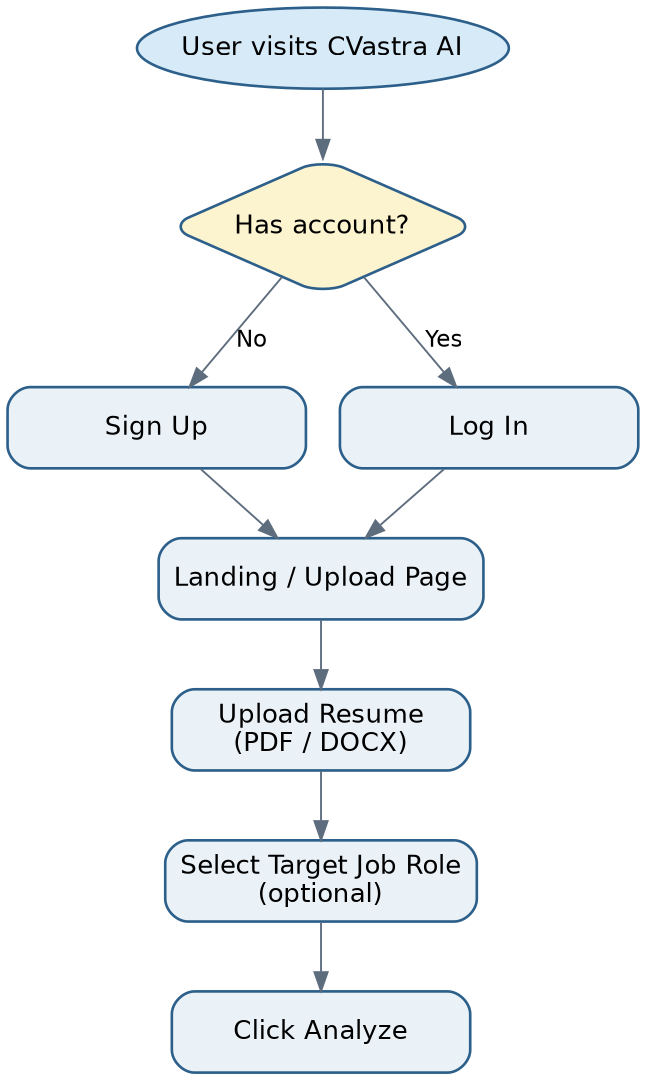 User visits CVastra AI
Has account?
No
Yes
Sign Up
Log In
Landing / Upload Page
Upload Resume
(PDF / DOCX)
Select Target Job Role
(optional)
Click Analyze